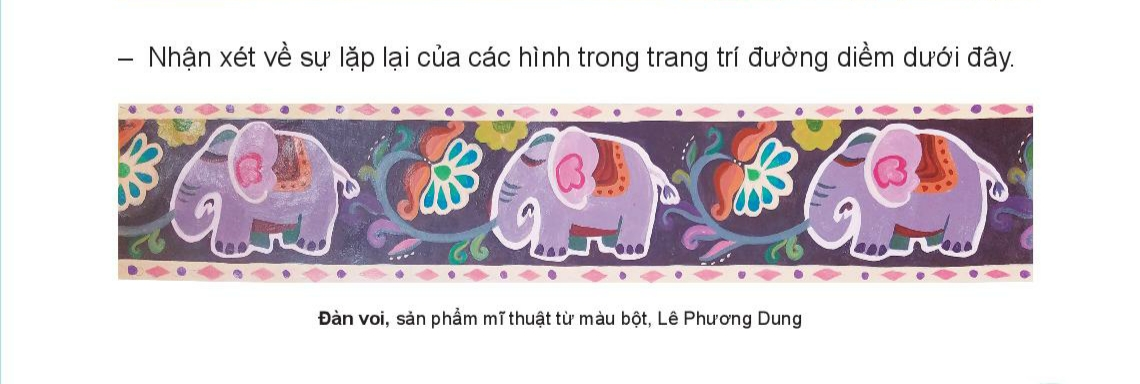 – Nhận xét về sự lặp lại của các hình trong trang trí đường diềm dưới đây.
Đàn voi, sản phẩm mĩ thuật từ màu bột, Lê Phương Dung